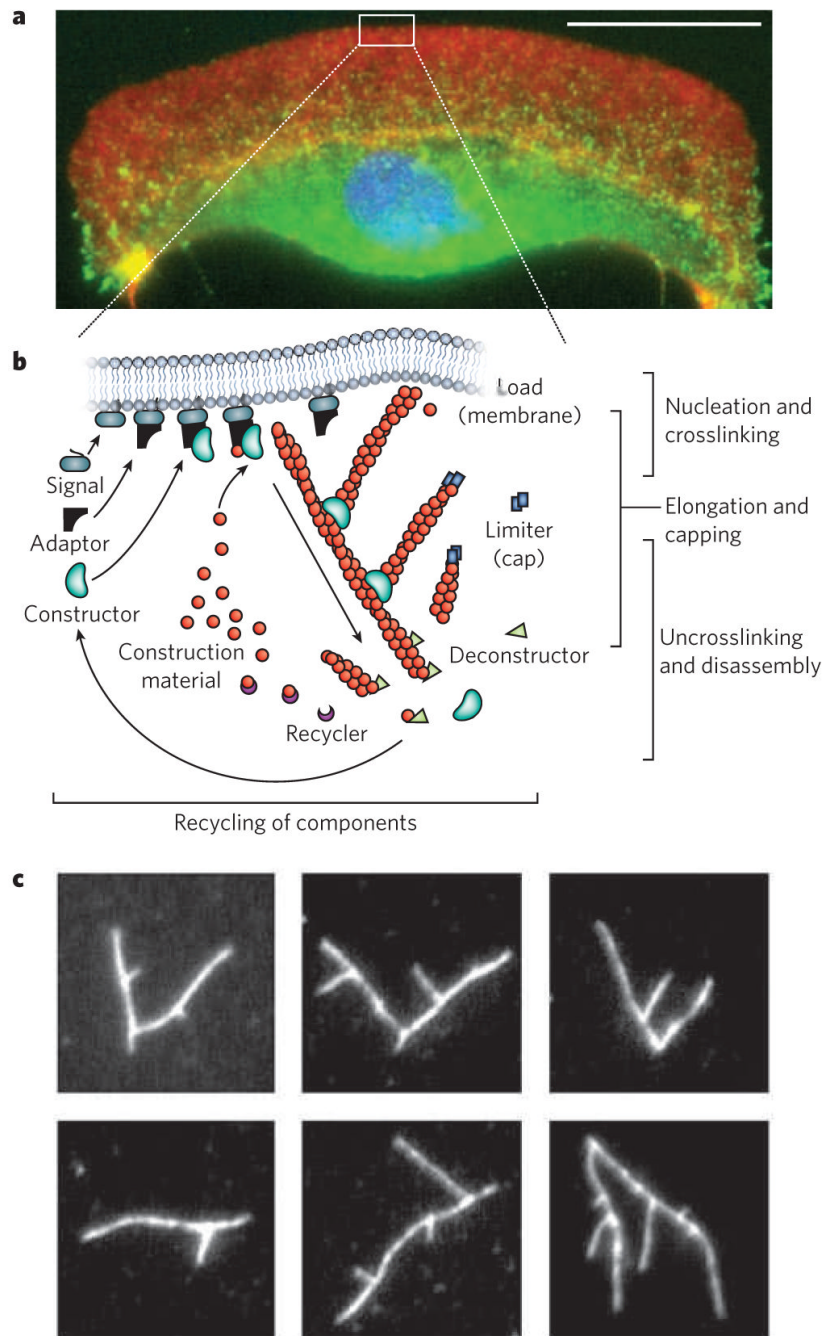 a
b
Load
(membrane)
Nucleation and
crosslinking
Signal
Adaptor
Constructor
Limiter
(cap)
Elongation and
capping
Construction
material
Deconstructor
Uncrosslinking
and disassembly
Recycler
Recycling of components
c